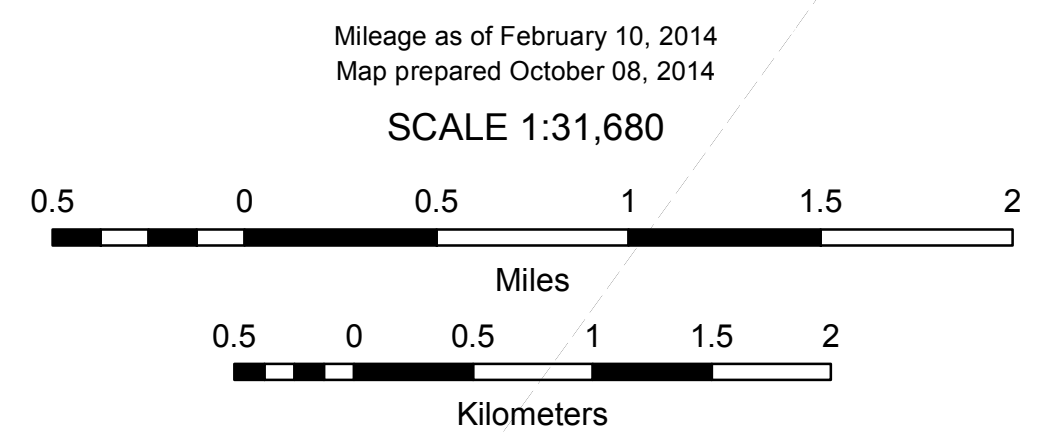 Mileage as of February 10, 2014
Map prepared October 08, 2014
SCALE 1:31,680
0.5 0 0.5 1 1.5 2
Miles
0.5 0 0.5 1 1.5 2
Kilometers